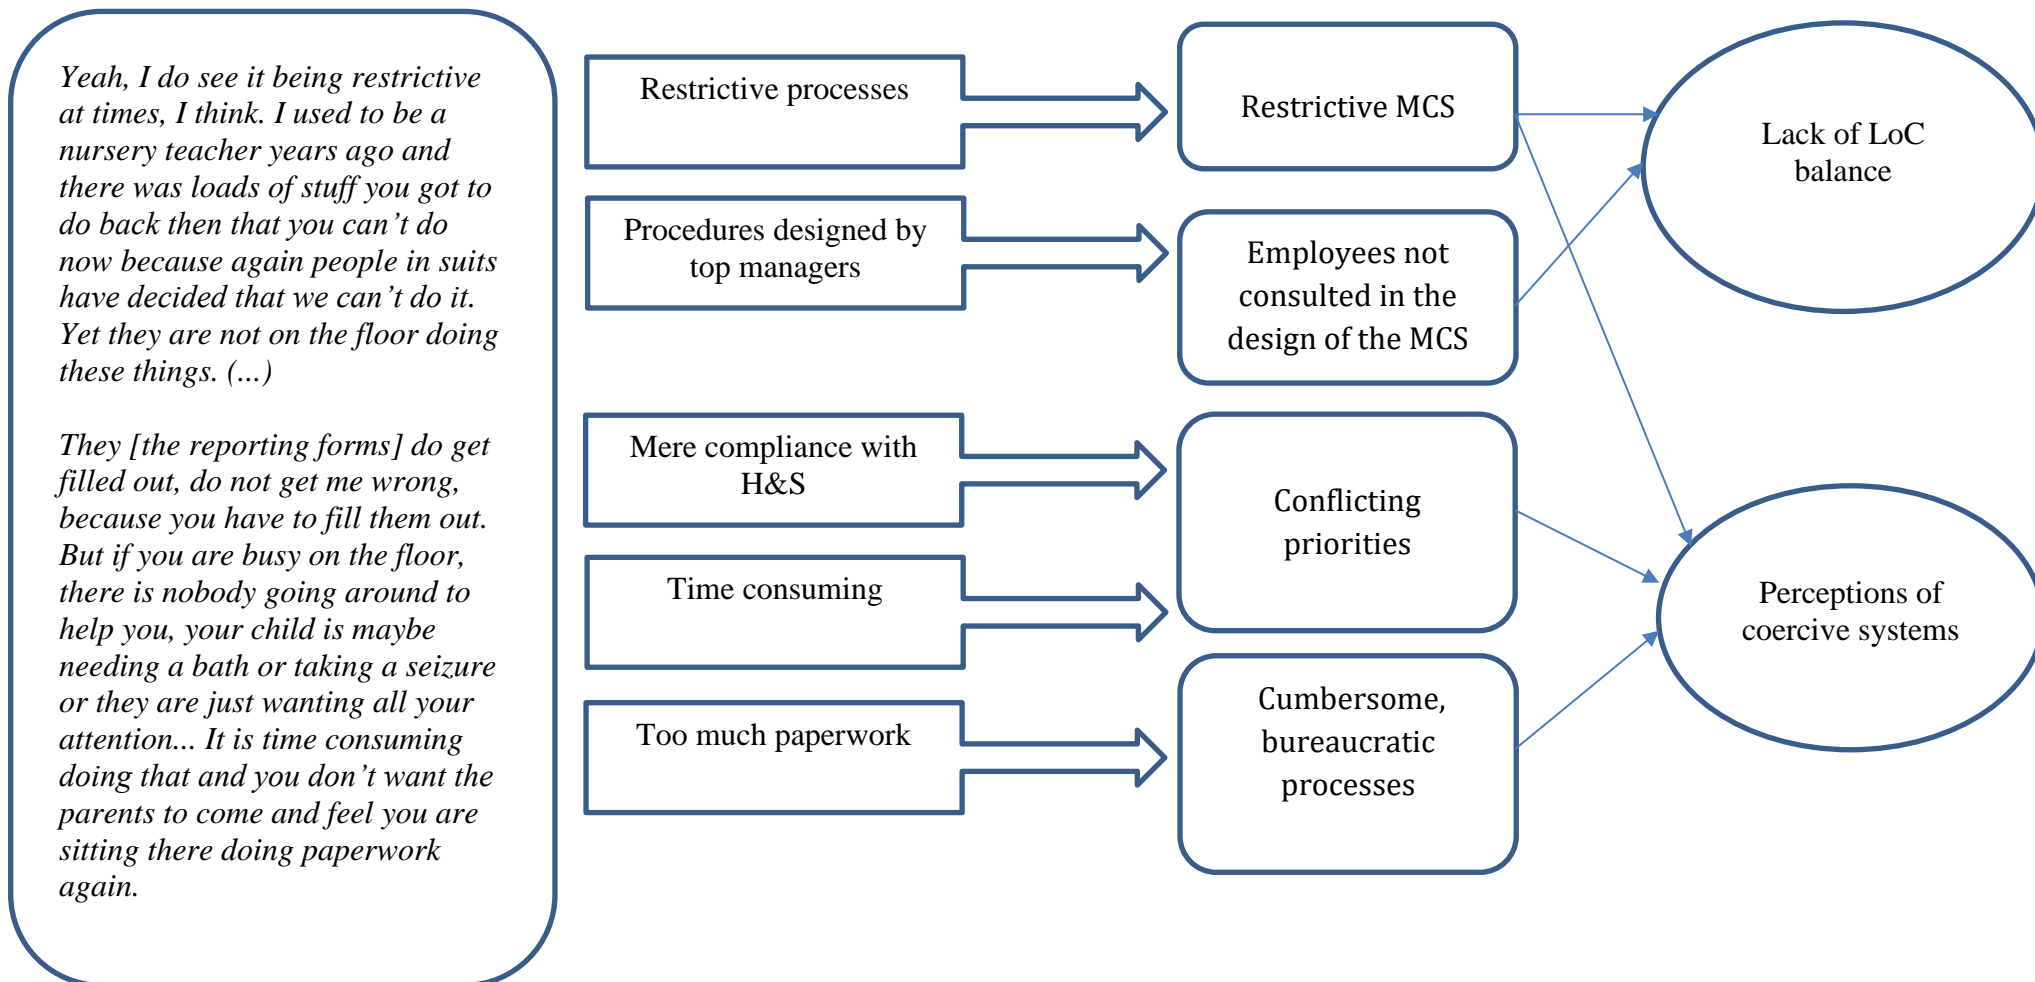 Yeah, I do see it being restrictive
at times, I think. I used to be a
nursery teacher years ago and
there was loads of stuff you got to
do back then that you can’t do
now because again people in suits
have decided that we can’t do it.
Yet they are not on the floor doing
these things. (...)
They [the reporting forms] do get
filled out, do not get me wrong,
because you have to fill them out.
But if you are busy on the floor,
there is nobody going around to
help you, your child is maybe
needing a bath or taking a seizure
or they are just wanting all your
attention... It is time consuming
doing that and you don’t want the
parents to come and feel you are
sitting there doing paperwork
again.
Restrictive processes
Procedures designed by
top managers
Mere compliance with
H&S
Time consuming
Too much paperwork
Restrictive MCS
Employees not
consulted in the
design of the MCS
Conflicting
priorities
Cumbersome,
bureaucratic
processes
Lack of LoC
balance
Perceptions of
coercive systems